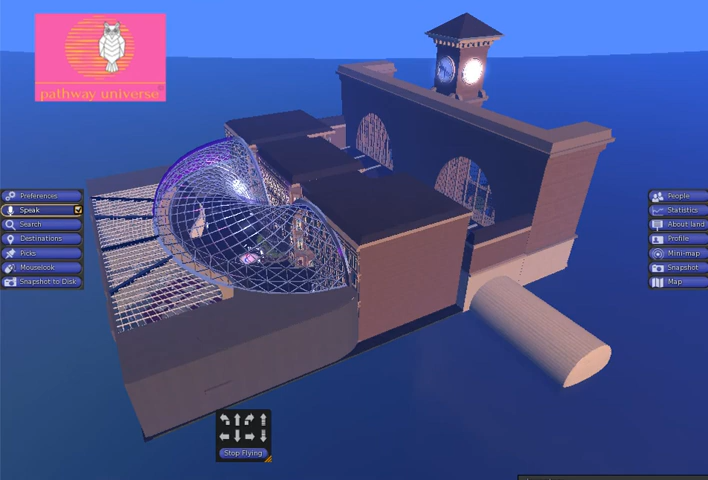 pathway universe
Preferences
Speak
Search
Destinations
Picks
Mouselook
Snapshot to Disk
People
Statistics
About land
Profile
Mini-map
Snapshot
Map
Stop Flying